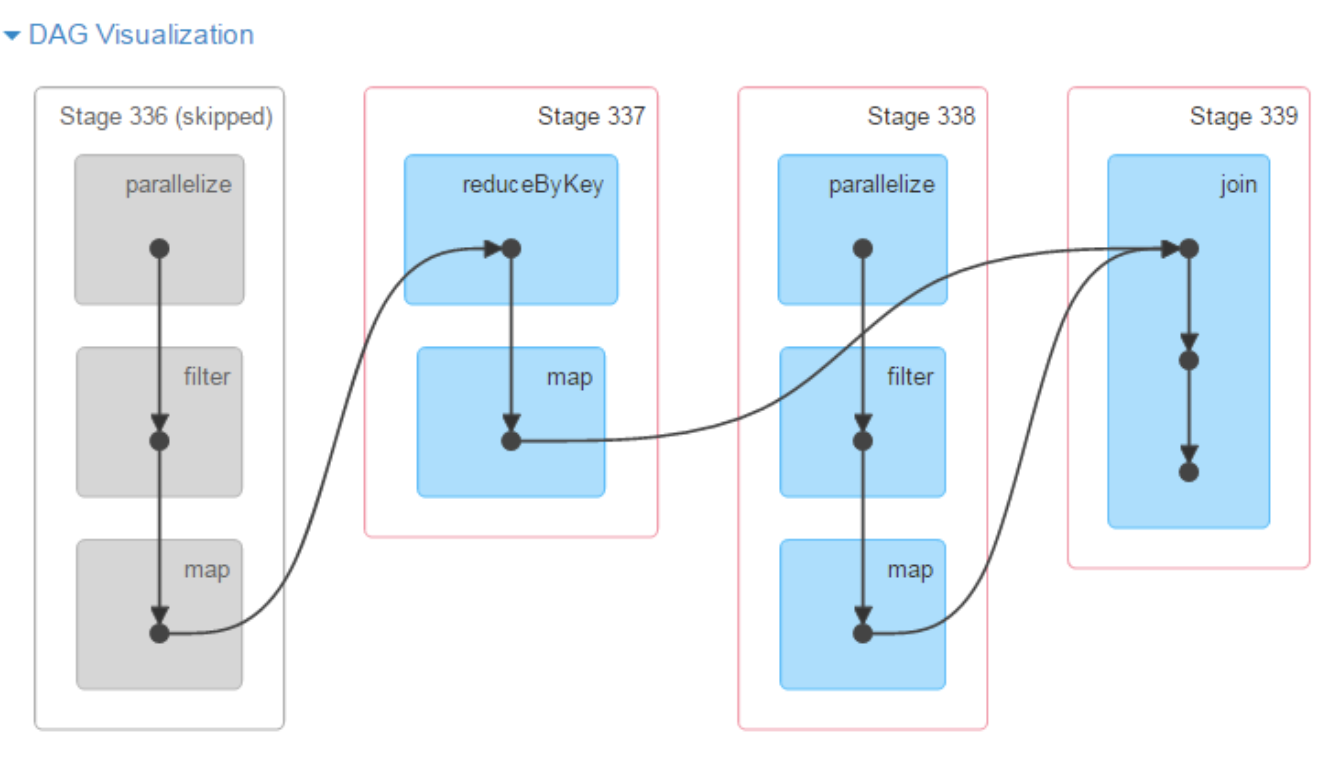 DAG Visualization
Stage 336 (skipped)
parallelize
filter
map
Stage 337
reduceByKey
map
Stage 338
parallelize
filter
map
Stage 339
join